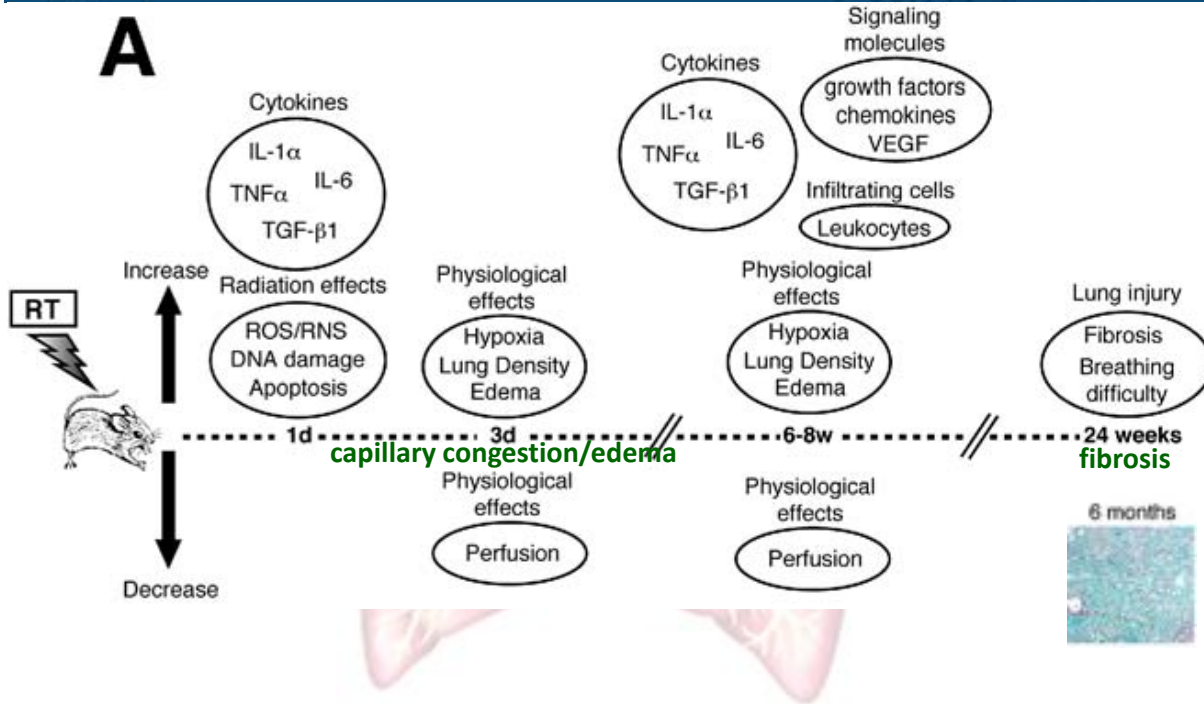 A
Cytokines
IL-1α
TNFα IL-6
TGF-β1
Increase
Radiation effects
ROS/RNS
DNA damage
Apoptosis
RT
Physiological
effects
Hypoxia
Lung Density
Edema
Cytokines
IL-1α
TNFα IL-6
TGF-β1
Signaling
molecules
growth factors
chemokines
VEGF
Infiltrating cells
Leukocytes
Physiological
effects
Hypoxia
Lung Density
Edema
Lung injury
Fibrosis
Breathing
difficulty
1d 3d 6-8w 24 weeks
capillary congestion/edema fibrosis
Physiological
effects
Perfusion
Physiological
effects
Perfusion
Decrease
6 months